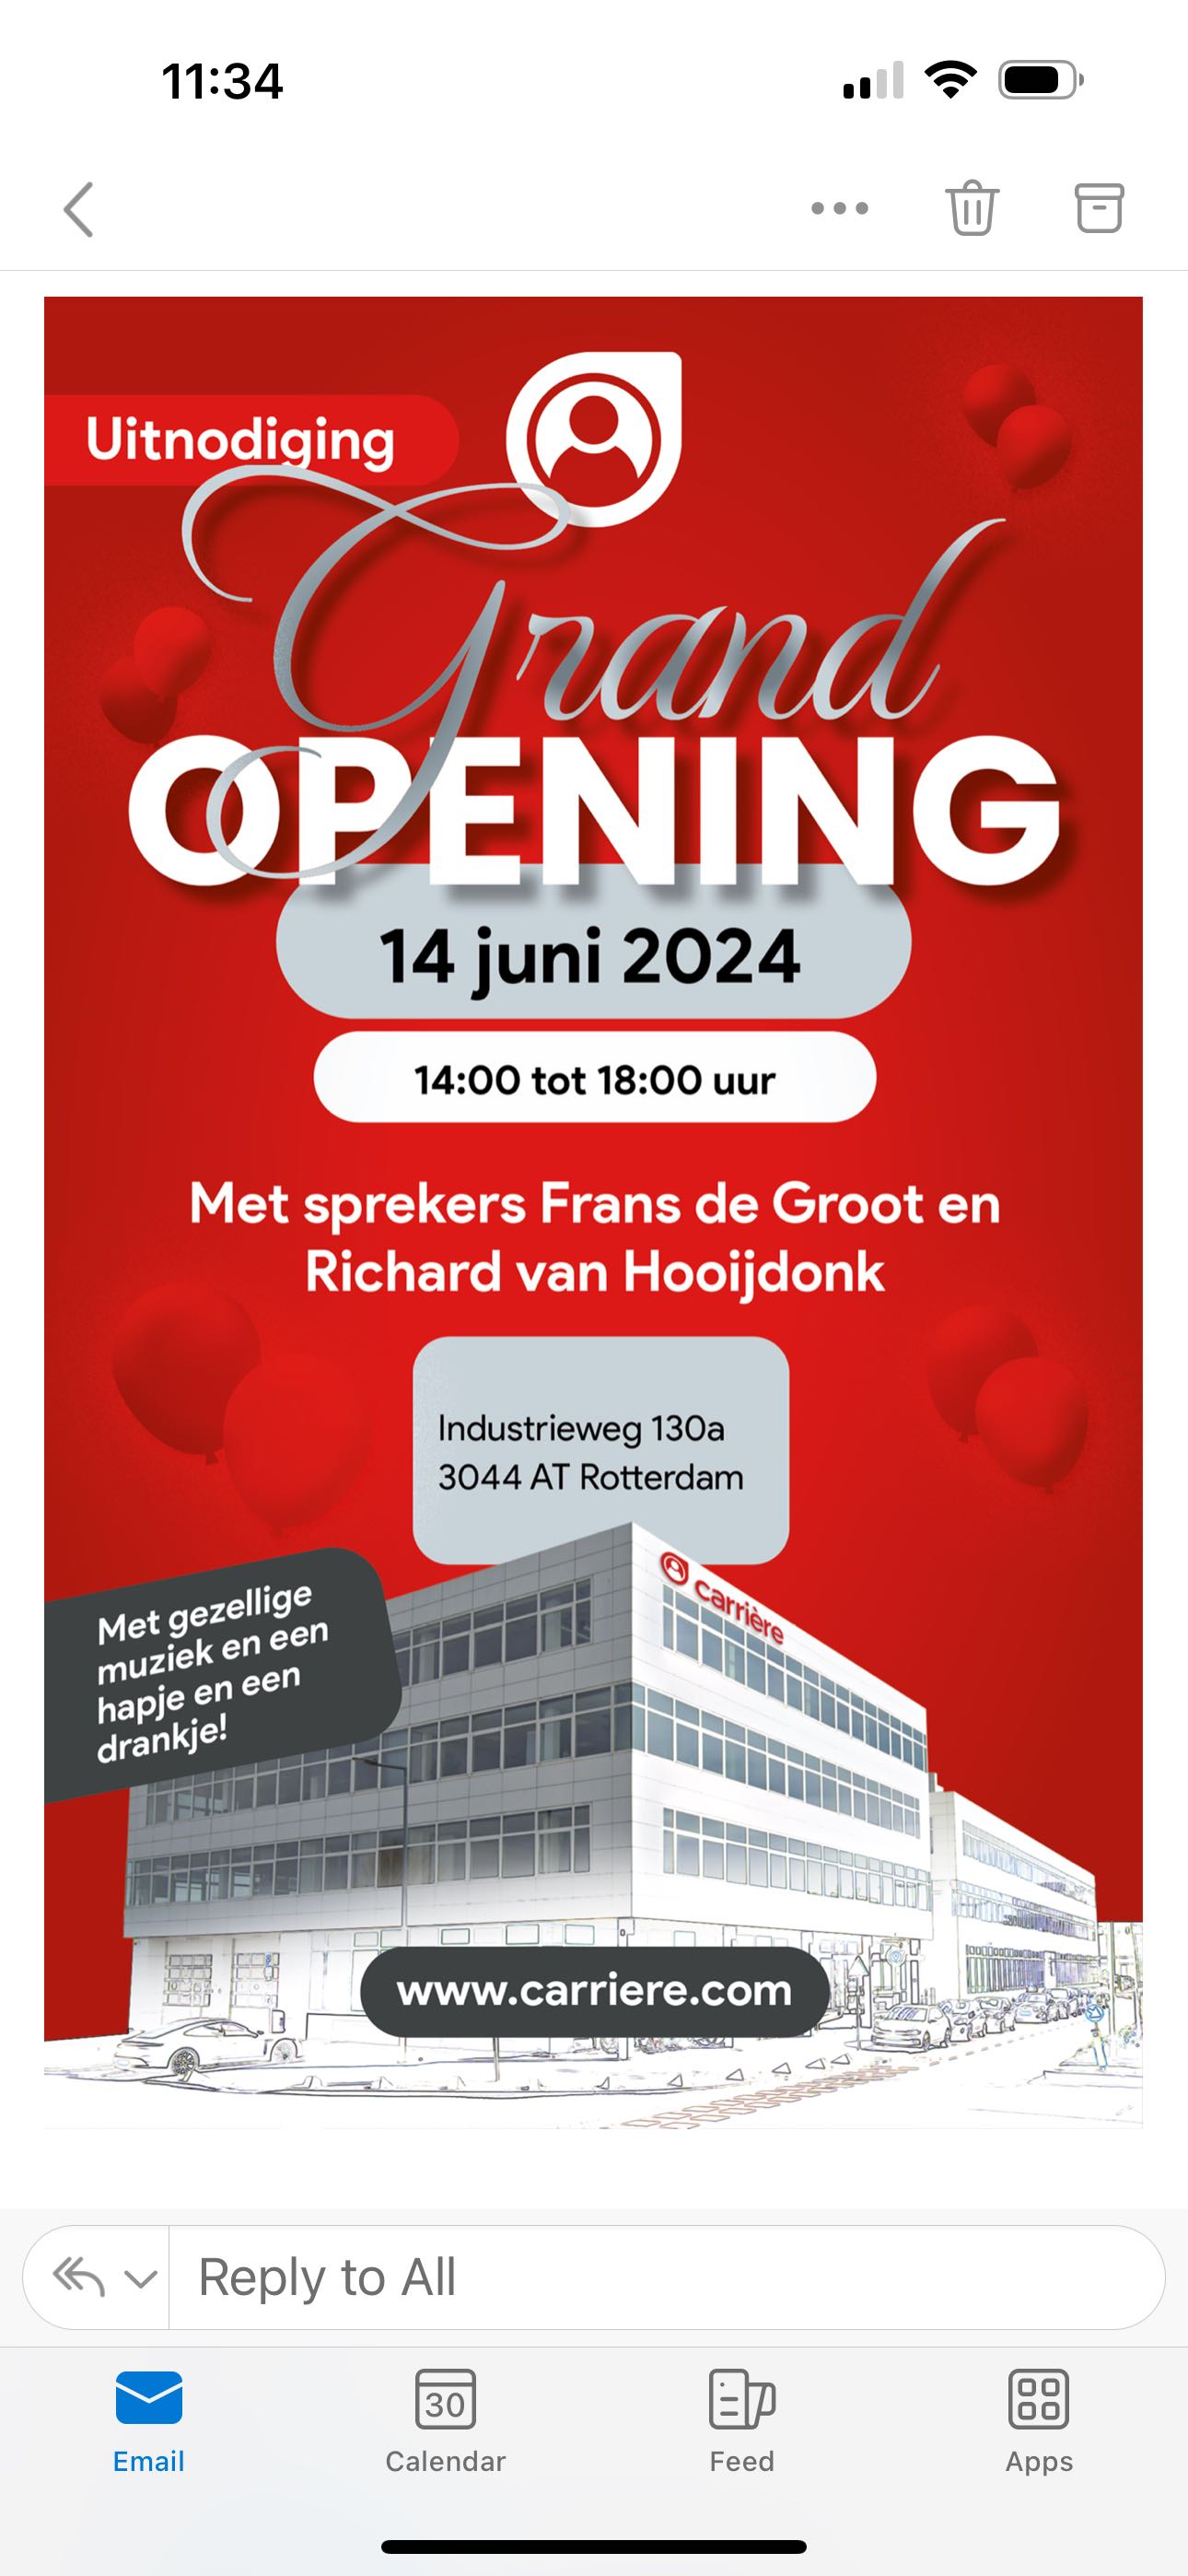 11:34
Uitnodiging
Grand
OPENING
14 juni 2024
14:00 tot 18:00 uur
Met sprekers Frans de Groot en
Richard van Hooijdonk
Industrieweg 130a
3044 AT Rotterdam
carrière
Met gezellige
muziek en een
hapje en een
drankje!
www.carriere.com
Reply to All
30
Email
Calendar
Feed
Apps